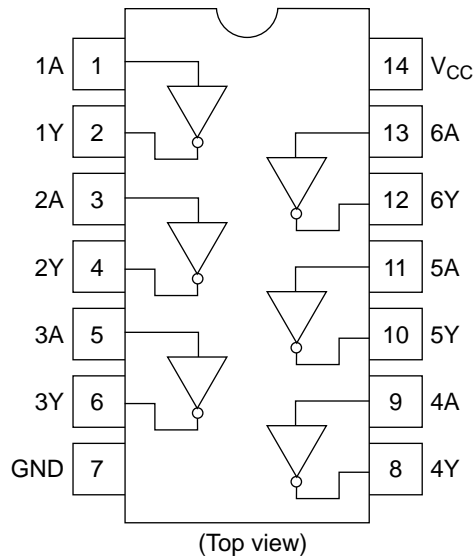 1A 1 14 VCC
1Y 2 13 6A
2A 3 12 6Y
2Y 4 11 5A
3A 5 10 5Y
3Y 6 9 4A
GND 7 8 4Y
(Top view)